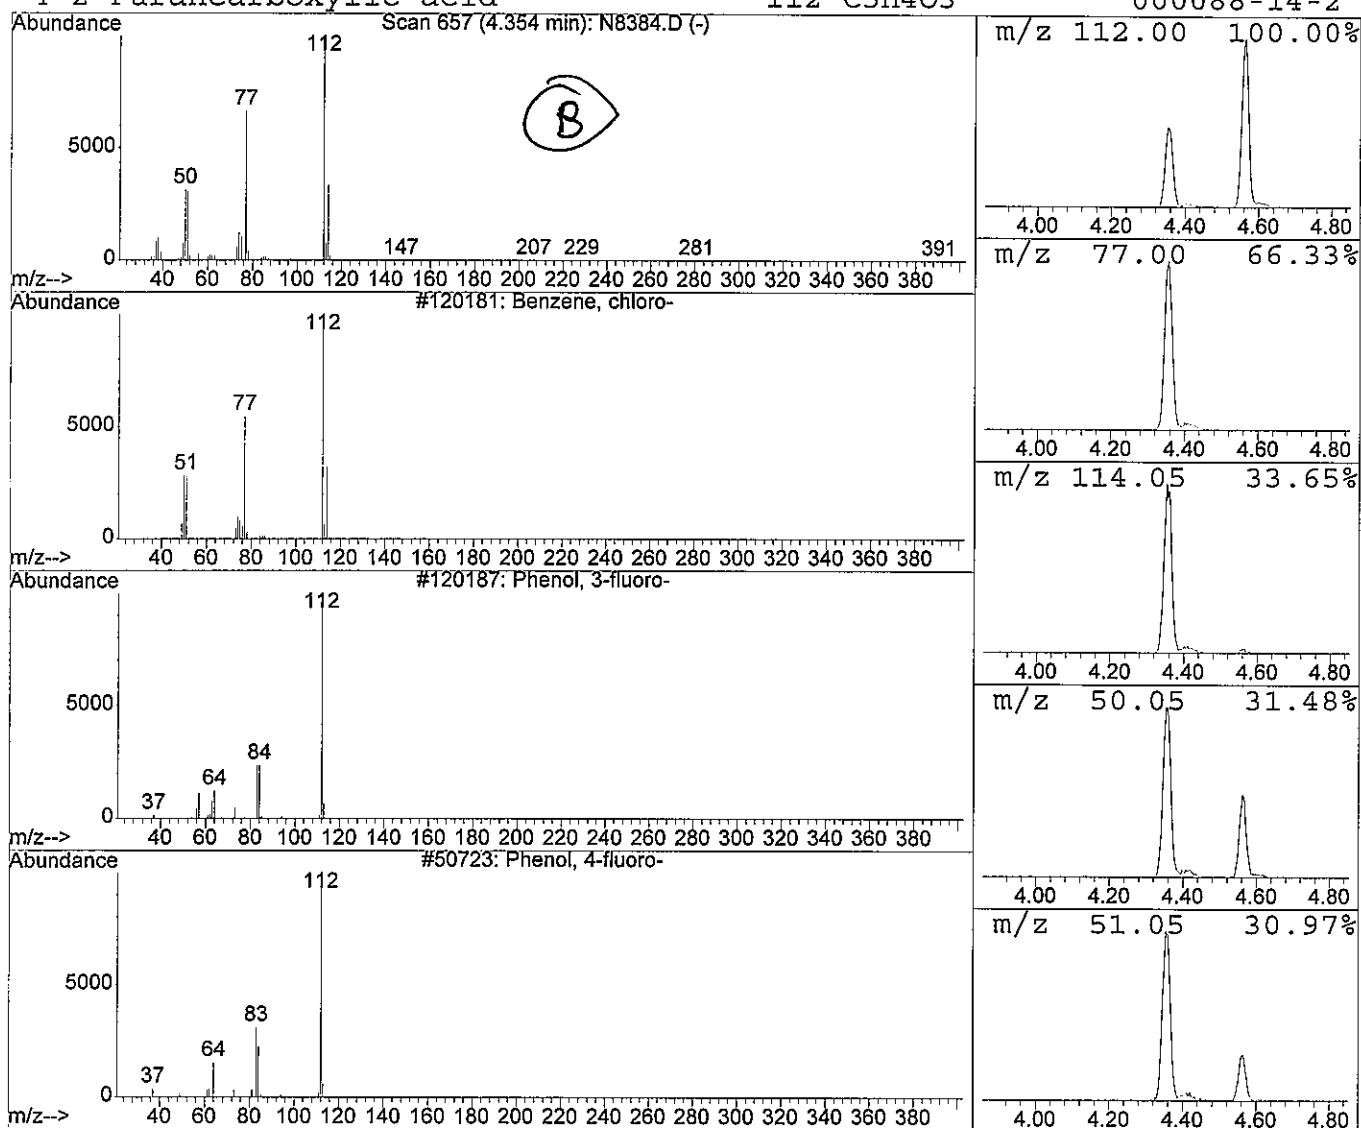 112
Abundance
Scan 657 (4.354 min): N8384.D (-)
112
77
B
5000
50
0
147 207 229 281 391
m/z--> 40 60 80 100 120 140 160 180 200 220 240 260 280 300 320 340 360 380
Abundance
#120181: Benzene, chloro-
112
77
5000
51
0
m/z--> 40 60 80 100 120 140 160 180 200 220 240 260 280 300 320 340 360 380
Abundance
#120187: Phenol, 3-fluoro-
112
5000
84
64
37
0
m/z--> 40 60 80 100 120 140 160 180 200 220 240 260 280 300 320 340 360 380
Abundance
#50723: Phenol, 4-fluoro-
112
5000
83
64
37
0
m/z--> 40 60 80 100 120 140 160 180 200 220 240 260 280 300 320 340 360 380
m/z 112.00 100.00%
4.00 4.20 4.40 4.60 4.80
m/z 77.00 66.33%
4.00 4.20 4.40 4.60 4.80
m/z 114.05 33.65%
4.00 4.20 4.40 4.60 4.80
m/z 50.05 31.48%
4.00 4.20 4.40 4.60 4.80
m/z 51.05 30.97%
4.00 4.20 4.40 4.60 4.80